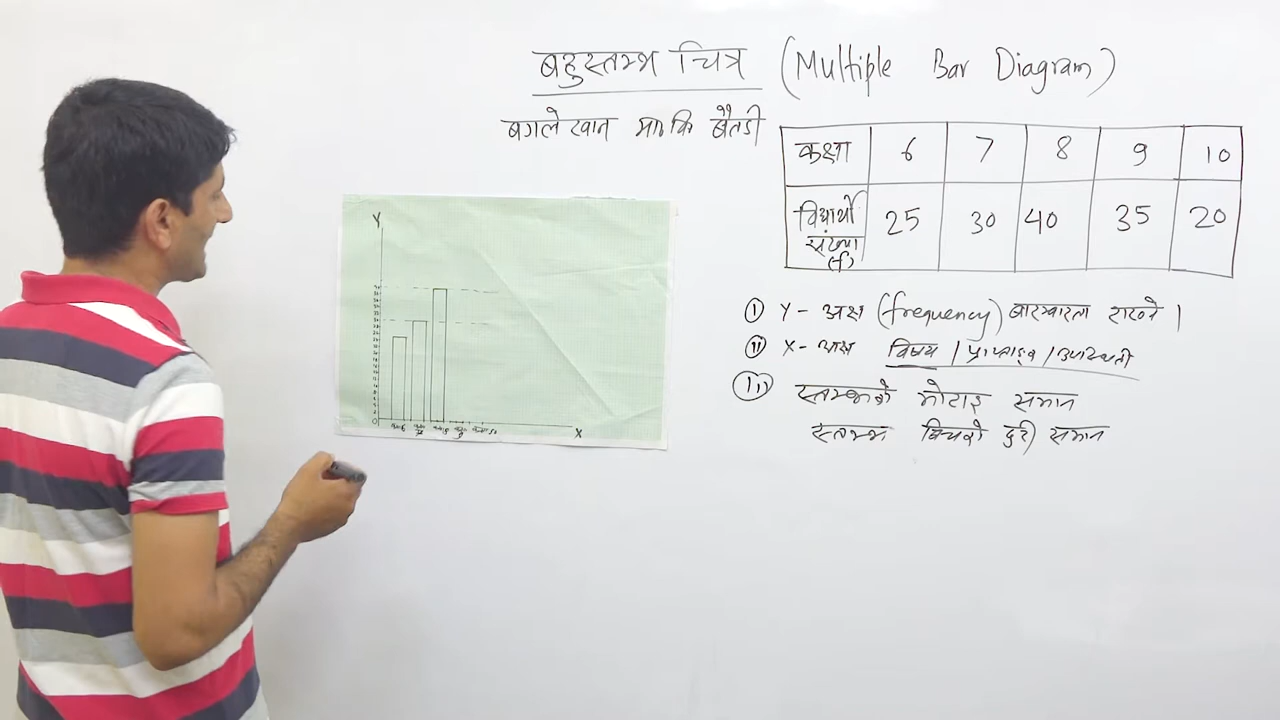 बहुस्तम्भ चित्र (Multiple Bar Diagram)
बगलेखान मा वि बैतडी
कक्षा 6 7 8 9 10
विद्यार्थी संख्या (f) 25 30 40 35 20
Y
X
0
(i) Y - अक्ष (frequency) बारम्बारता राख्ने ।
(ii) X - अक्ष विषय /
(iii) स्तम्भको मोटाइ समान
स्तम्भ बिचको दुरी समान